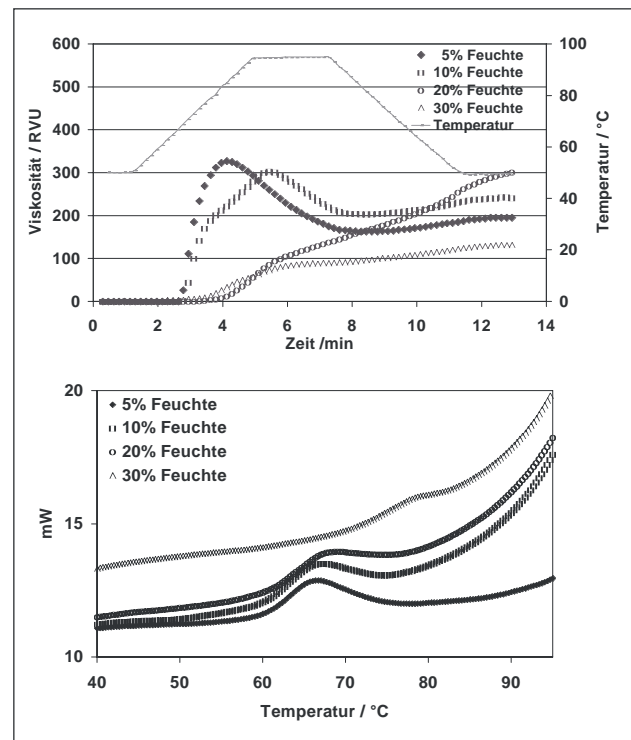 600
500
400
300
200
100
0
Viskosität / RVU
100
80
60
40
20
0
Temperatur / °C
0
2
4
6
8
10
12
14
Zeit /min
5% Feuchte
10% Feuchte
20% Feuchte
30% Feuchte
Temperatur
20
15
10
mW
5% Feuchte
10% Feuchte
20% Feuchte
30% Feuchte
40
50
60
70
80
90
Temperatur / °C